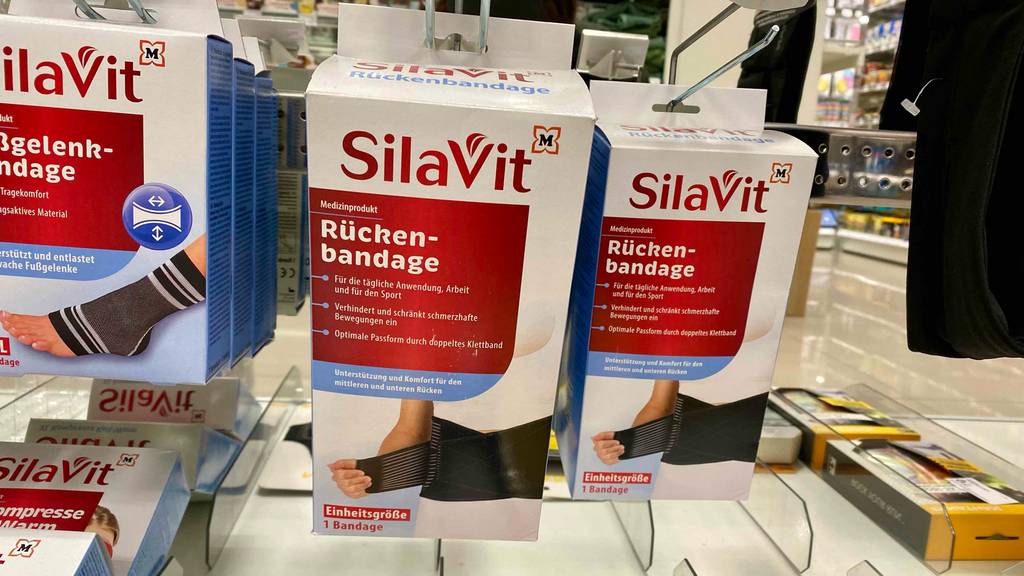 ilaVit M
dukt
ßgelenk-
ndage
Tragekomfort
gsaktives Material
erstützt und entlastet
wache Fußgelenke
L
dage
SilaVit M
Rückenbandage
SilaVit M
Medizinprodukt
Rücken-
bandage
Für die tägliche Anwendung, Arbeit
und für den Sport
Verhindert und schränkt schmerzhafte
Bewegungen ein
Optimale Passform durch doppeltes Klettband
Unterstützung und Komfort für den
mittleren und unteren Rücken
Einheitsgröße
1 Bandage
Rückenbandage
SilaVit M
Medizinprodukt
Rücken-
bandage
Für die tägliche Anwendung, Arbeit
und für den Sport
Verhindert und schränkt schmerzhafte
Bewegungen ein
Optimale Passform durch doppeltes Klettband
Unterstützung und Komfort für den
mittleren und unteren Rücken
Einheitsgröße
1 Bandage
SilaVit
SilaVit
SilaVit M
ompresse
Warm
M